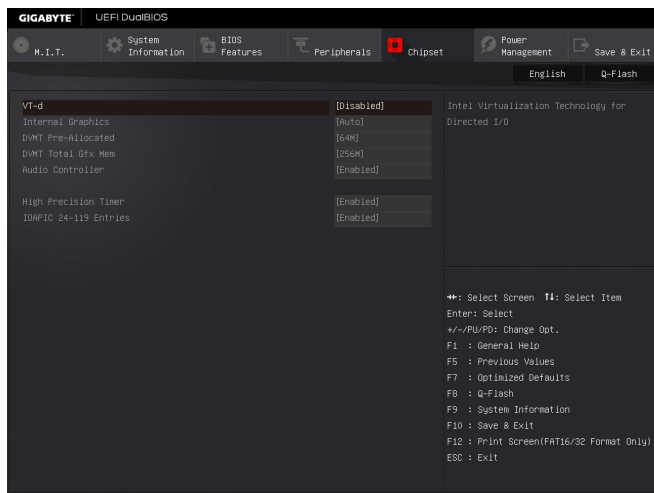 GIGABYTE™ UEFI DualBIOS
M.I.T.
System Information
BIOS Features
Peripherals
Chipset
Power Management
Save & Exit
English Q-Flash
VT-d [Disabled]
Internal Graphics [Auto]
DVMT Pre-Allocated [64M]
DVMT Total Gfx Mem [256M]
Audio Controller [Enabled]
High Precision Timer [Enabled]
IOAPIC 24-119 Entries [Enabled]
Intel Virtualization Technology for
Directed I/O
→←: Select Screen ↑↓: Select Item
Enter: Select
+/-/PU/PD: Change Opt.
F1 : General Help
F5 : Previous Values
F7 : Optimized Defaults
F8 : Q-Flash
F9 : System Information
F10 : Save & Exit
F12 : Print Screen(FAT16/32 Format Only)
ESC : Exit